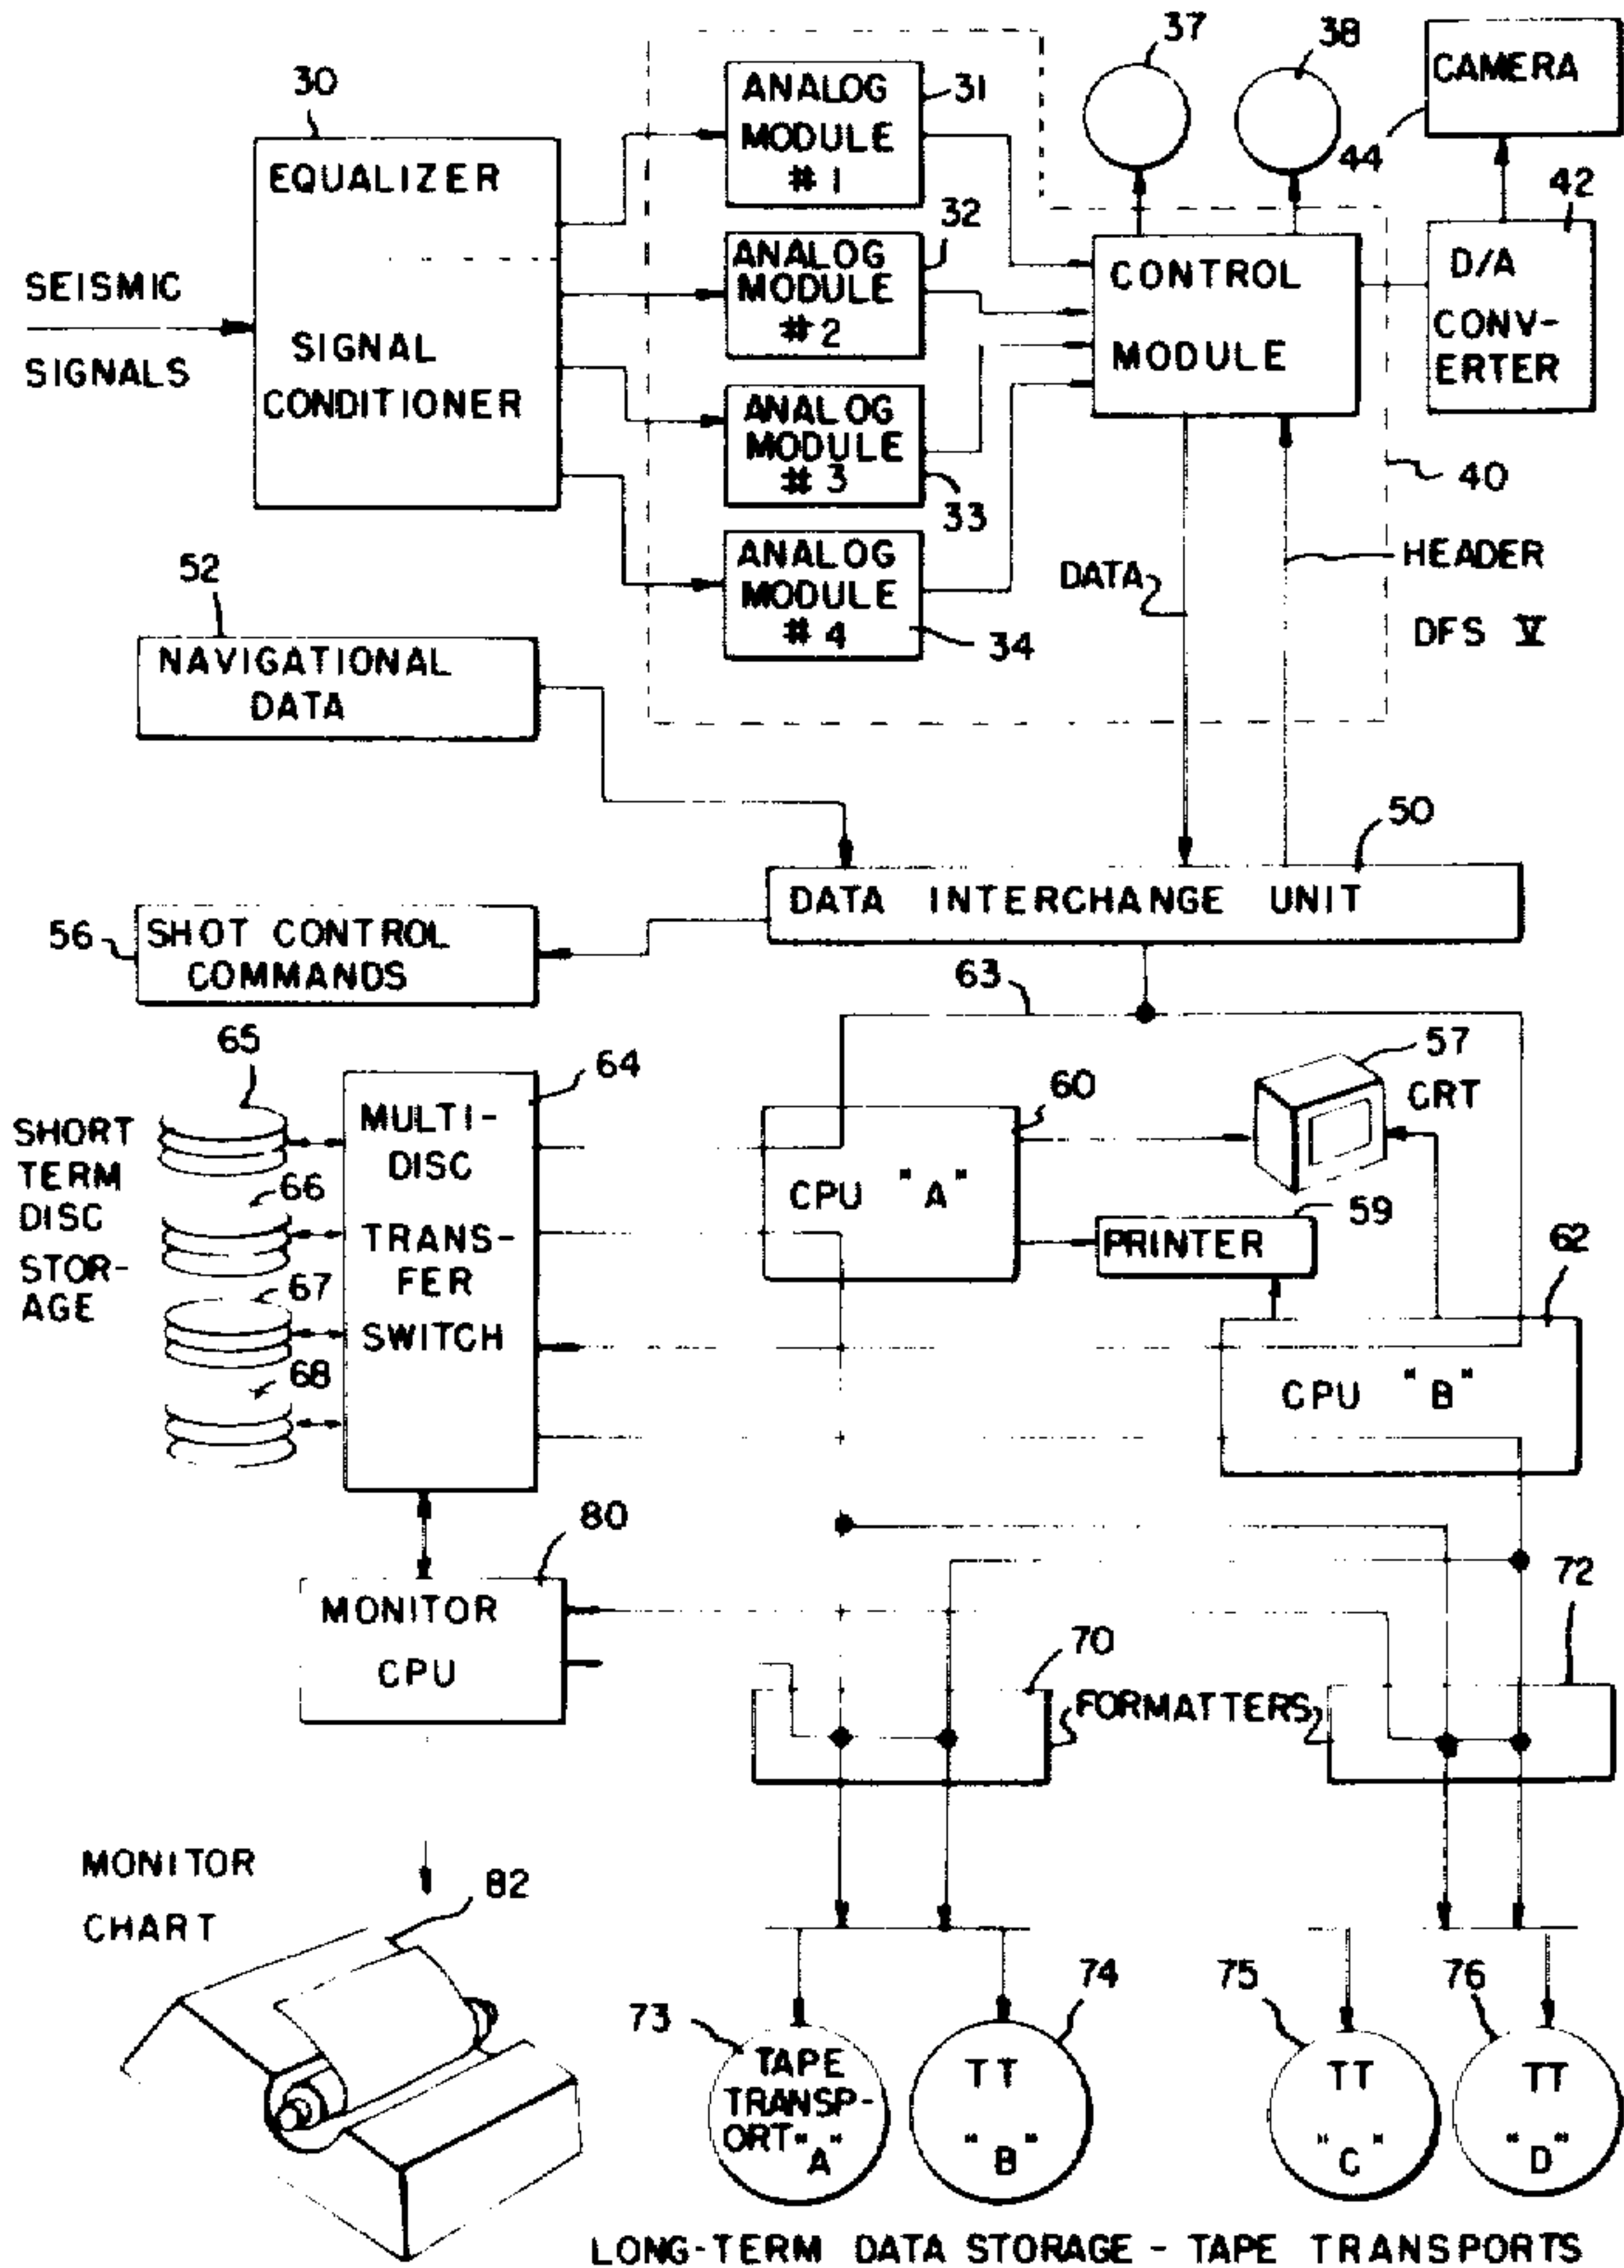 37
38
CAMERA
44
30
ANALOG
MODULE
# 1
31
EQUALIZER
SIGNAL
CONDITIONER
SEISMIC
SIGNALS
32
ANALOG
MODULE
# 2
CONTROL
MODULE
42
D/A
CONV-
ERTER
ANALOG
MODULE
# 3
33
40
ANALOG
MODULE
# 4
34
DATA
HEADER
DFS V
52
NAVIGATIONAL
DATA
50
DATA INTERCHANGE UNIT
56
SHOT CONTROL
COMMANDS
63
65
64
60
57
CRT
SHORT
TERM
DISC
STOR-
AGE
66
67
68
MULTI-
DISC
TRANS-
FER
SWITCH
CPU "A"
59
PRINTER
62
CPU "B"
80
MONITOR
CPU
70
FORMATTERS
72
MONITOR
CHART
82
73
74
75
76
TAPE
TRANSP-
ORT "A"
TT
"B"
TT
"C"
TT
"D"
LONG-TERM DATA STORAGE - TAPE TRANSPORTS